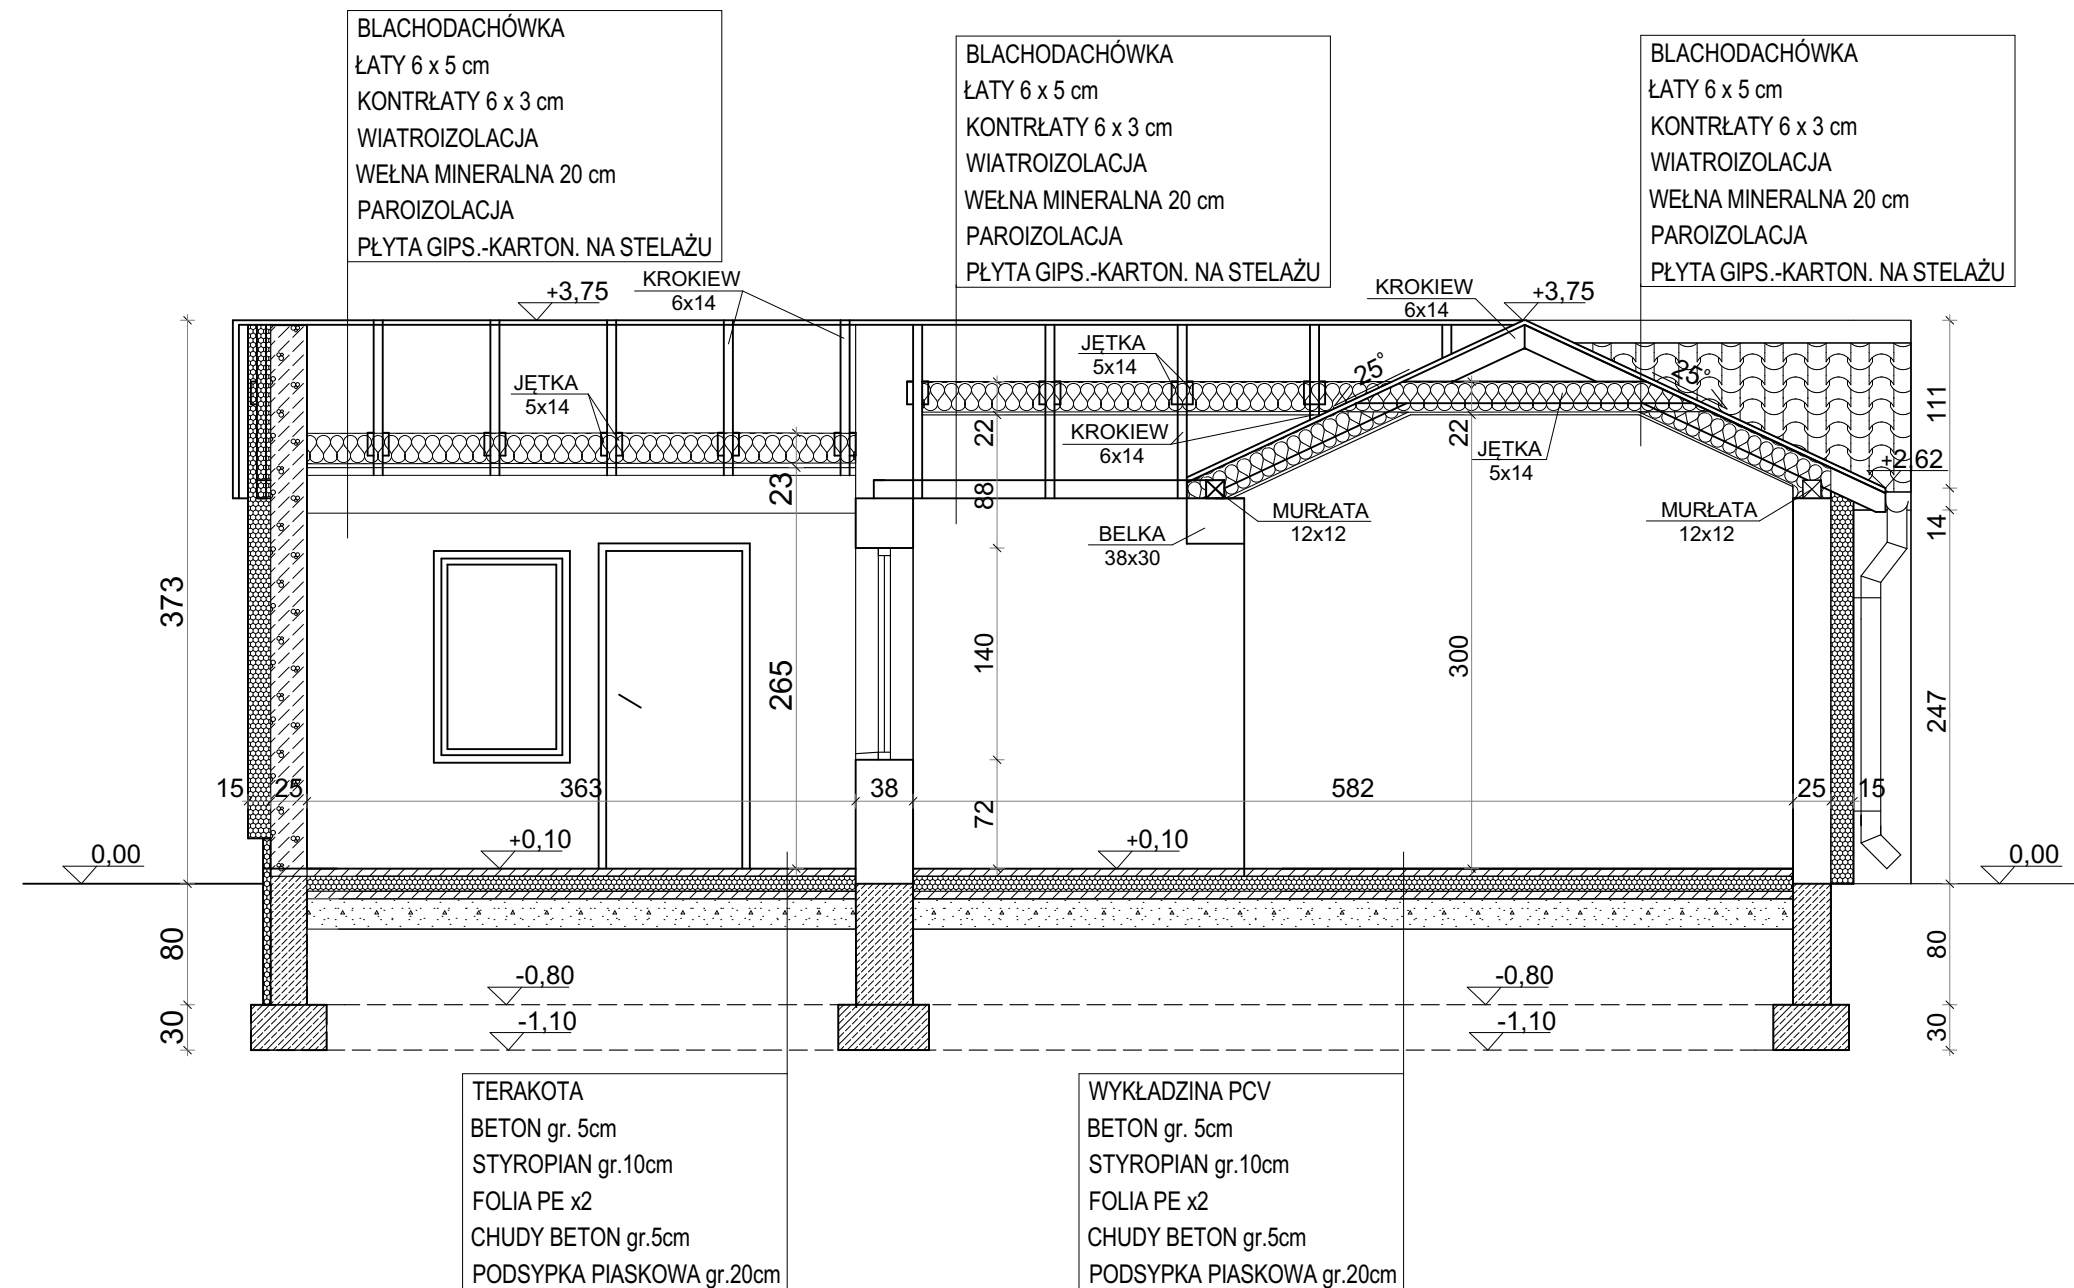 BLACHODACHÓWKA
ŁATY 6 x 5 cm
KONTRŁATY 6 x 3 cm
WIATROIZOLACJA
WEŁNA MINERALNA 20 cm
PAROIZOLACJA
PŁYTA GIPS.-KARTON. NA STELAŻU
BLACHODACHÓWKA
ŁATY 6 x 5 cm
KONTRŁATY 6 x 3 cm
WIATROIZOLACJA
WEŁNA MINERALNA 20 cm
PAROIZOLACJA
PŁYTA GIPS.-KARTON. NA STELAŻU
BLACHODACHÓWKA
ŁATY 6 x 5 cm
KONTRŁATY 6 x 3 cm
WIATROIZOLACJA
WEŁNA MINERALNA 20 cm
PAROIZOLACJA
PŁYTA GIPS.-KARTON. NA STELAŻU
+3,75
KROKIEW
6x14
KROKIEW
6x14
+3,75
JĘTKA
5x14
JĘTKA
5x14
25°
25°
111
KROKIEW
6x14
22
22
JĘTKA
5x14
+2,62
23
88
MURŁATA
12x12
MURŁATA
12x12
BELKA
38x30
14
373
265
140
300
247
15
25
363
38
72
582
25
15
0,00
+0,10
+0,10
0,00
80
-0,80
-0,80
80
30
-1,10
-1,10
30
TERAKOTA
BETON gr. 5cm
STYROPIAN gr.10cm
FOLIA PE x2
CHUDY BETON gr.5cm
PODSYPKA PIASKOWA gr.20cm
WYKŁADZINA PCV
BETON gr. 5cm
STYROPIAN gr.10cm
FOLIA PE x2
CHUDY BETON gr.5cm
PODSYPKA PIASKOWA gr.20cm